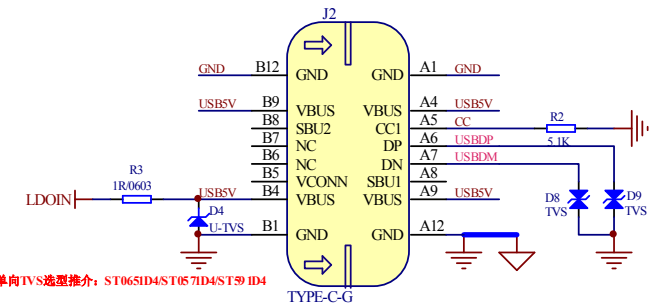 J2
GND B12 GND GND A1 GND
USB5V B9 VBUS VBUS A4 USB5V
B8 SBU2 CC1 A5 CC R2
B7 NC DP A6 USBDP 5.1K
B6 NC DN A7 USBDM
R3 B5 VCONN SBU1 A8
1R/0603
LDOIN USB5V B4 VBUS VBUS A9 USB5V D8 D9
TVS TVS
D4
U-TVS B1 GND GND A12
单向TVS选型推介：ST0651D4/ST0571D4/ST591D4
TYPE-C-G